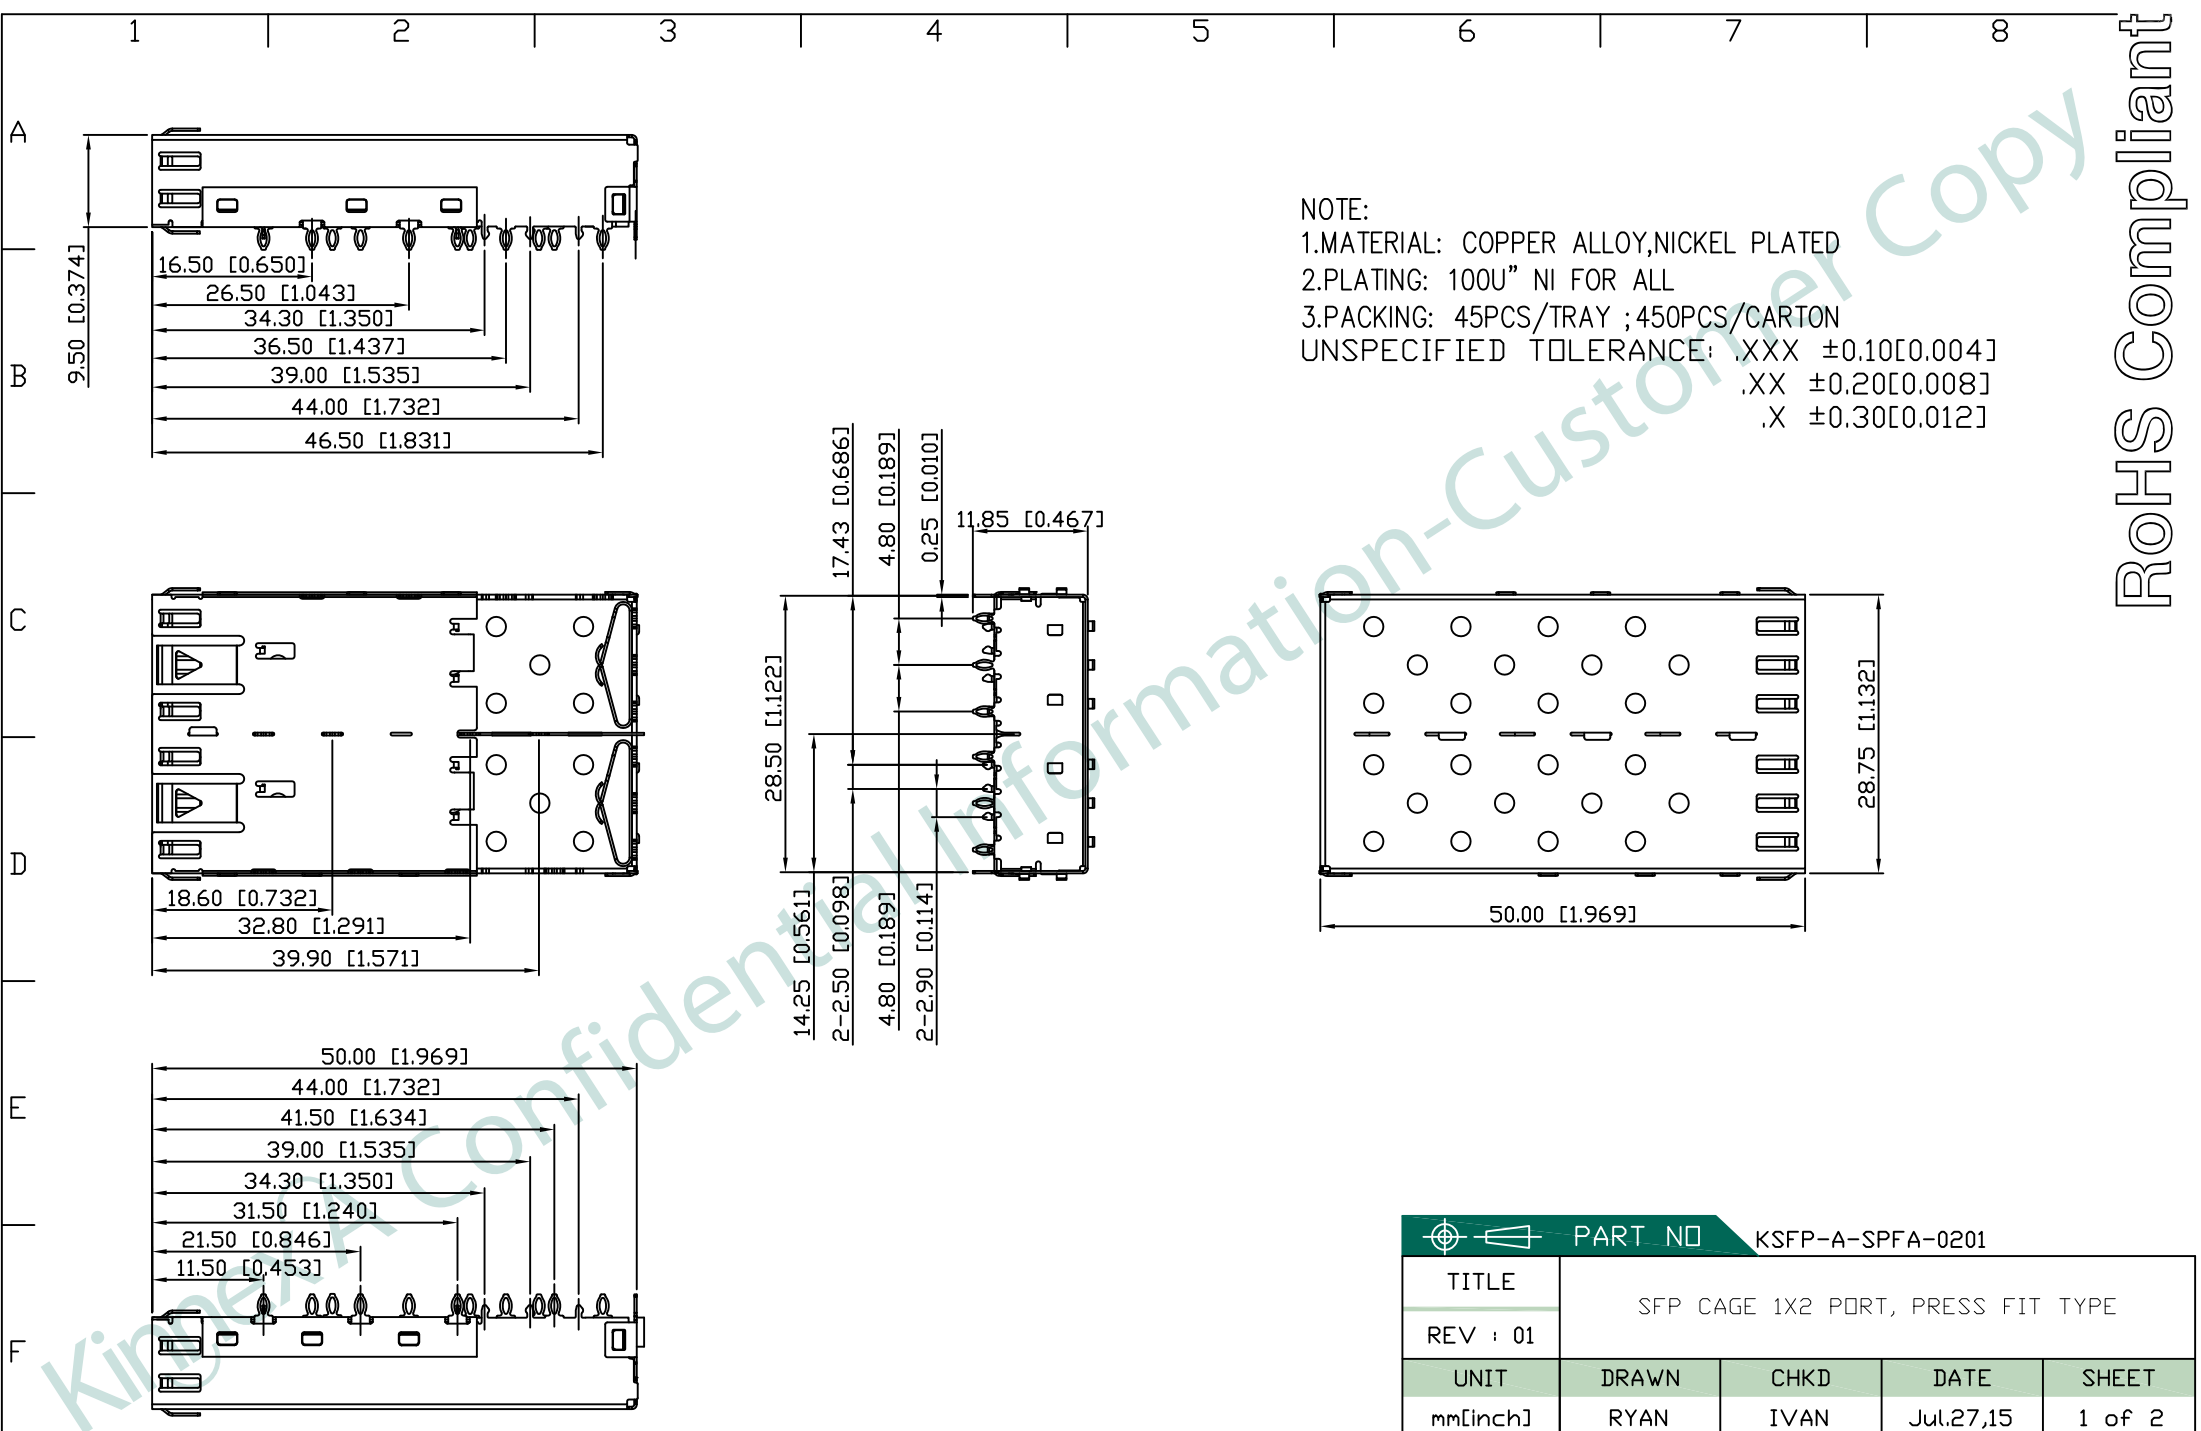 1 2 3 4 5 6 7 8
A
B
C
D
E
F
RoHS Compliant
9.50 [0.374]
16.50 [0.650]
26.50 [1.043]
34.30 [1.350]
36.50 [1.437]
39.00 [1.535]
44.00 [1.732]
46.50 [1.831]
NOTE:
1.MATERIAL: COPPER ALLOY,NICKEL PLATED
2.PLATING: 100U" NI FOR ALL
3.PACKING: 45PCS/TRAY ;450PCS/CARTON
UNSPECIFIED TOLERANCE: .XXX ±0.10[0.004]
.XX ±0.20[0.008]
.X ±0.30[0.012]
17.43 [0.686]
4.80 [0.189]
0.25 [0.010]
11.85 [0.467]
28.50 [1.122]
14.25 [0.561]
2-2.50 [0.098]
4.80 [0.189]
2-2.90 [0.114]
28.75 [1.132]
50.00 [1.969]
18.60 [0.732]
32.80 [1.291]
39.90 [1.571]
50.00 [1.969]
44.00 [1.732]
41.50 [1.634]
39.00 [1.535]
34.30 [1.350]
31.50 [1.240]
21.50 [0.846]
11.50 [0.453]
PART NO KSFP-A-SPFA-0201
TITLE
SFP CAGE 1X2 PORT, PRESS FIT TYPE
REV : 01
UNIT DRAWN CHKD DATE SHEET
mm[inch] RYAN IVAN Jul.27,15 1 of 2
Confidential Information-Customer Copy